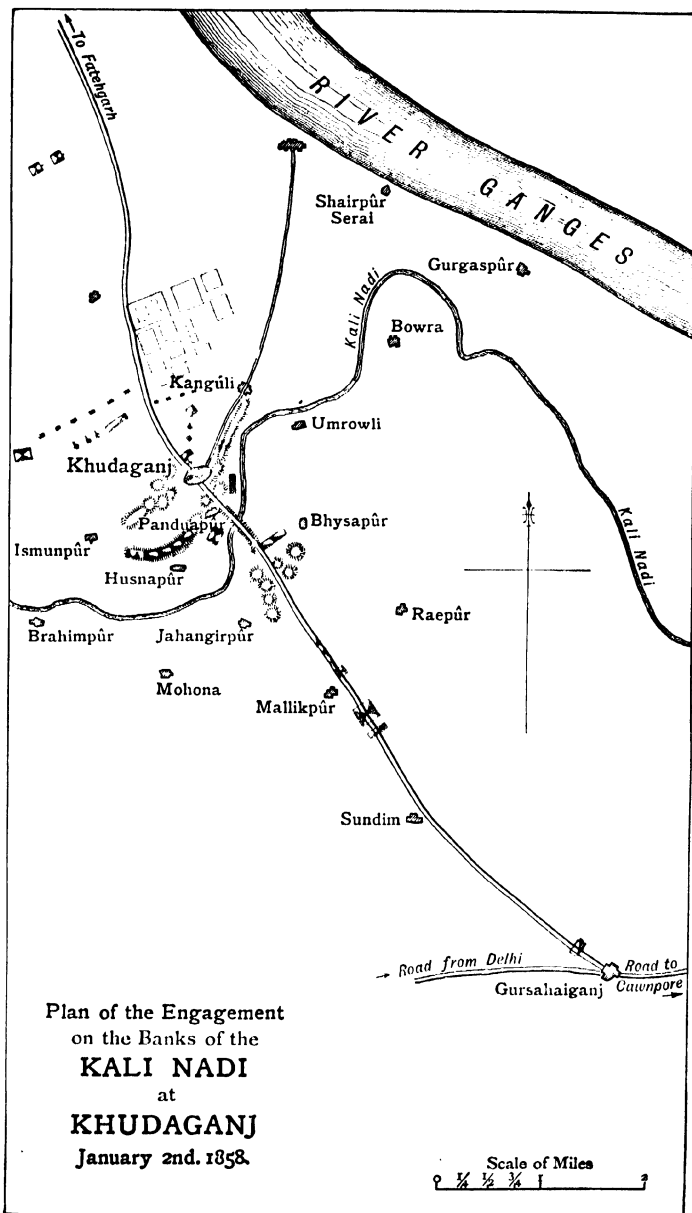 To Fatehgarh
RIVER GANGES
Shairpûr
Serai
Gurgaspûr
Kali Nadi
Bowra
Kangúli
Umrowli
Khudaganj
Kali Nadi
Panduapúr
Bhysapûr
Ismunpûr
Husnapûr
Raepûr
Brahimpûr
Jahangirpûr
Mohona
Mallikpûr
Sundim
Road from Delhi
Road to
Gursahaiganj
Cawnpore
Plan of the Engagement
on the Banks of the
KALI NADI
at
KHUDAGANJ
January 2nd. 1858.
Scale of Miles
0 1/4 1/2 3/4 1 2